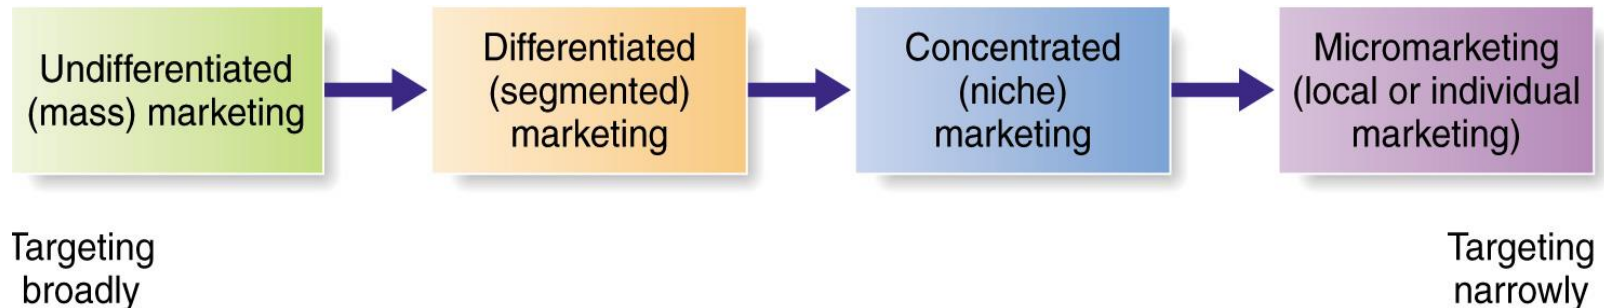 Undifferentiated
(mass) marketing
Differentiated
(segmented)
marketing
Concentrated
(niche)
marketing
Micromarketing
(local or individual
marketing)
Targeting
broadly
Targeting
narrowly